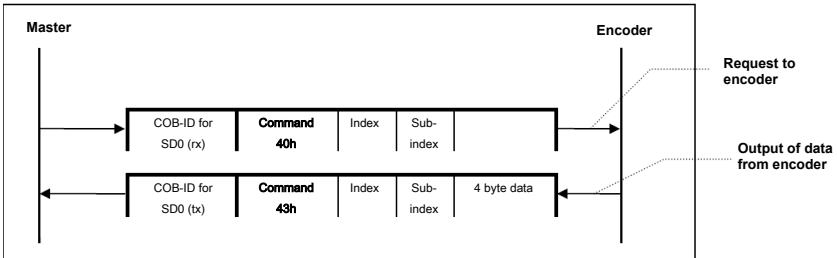 Master
Encoder
Request to
encoder
COB-ID for
SD0 (rx)
Command
40h
Index
Sub-
index
Output of data
from encoder
COB-ID for
SD0 (tx)
Command
43h
Index
Sub-
index
4 byte data